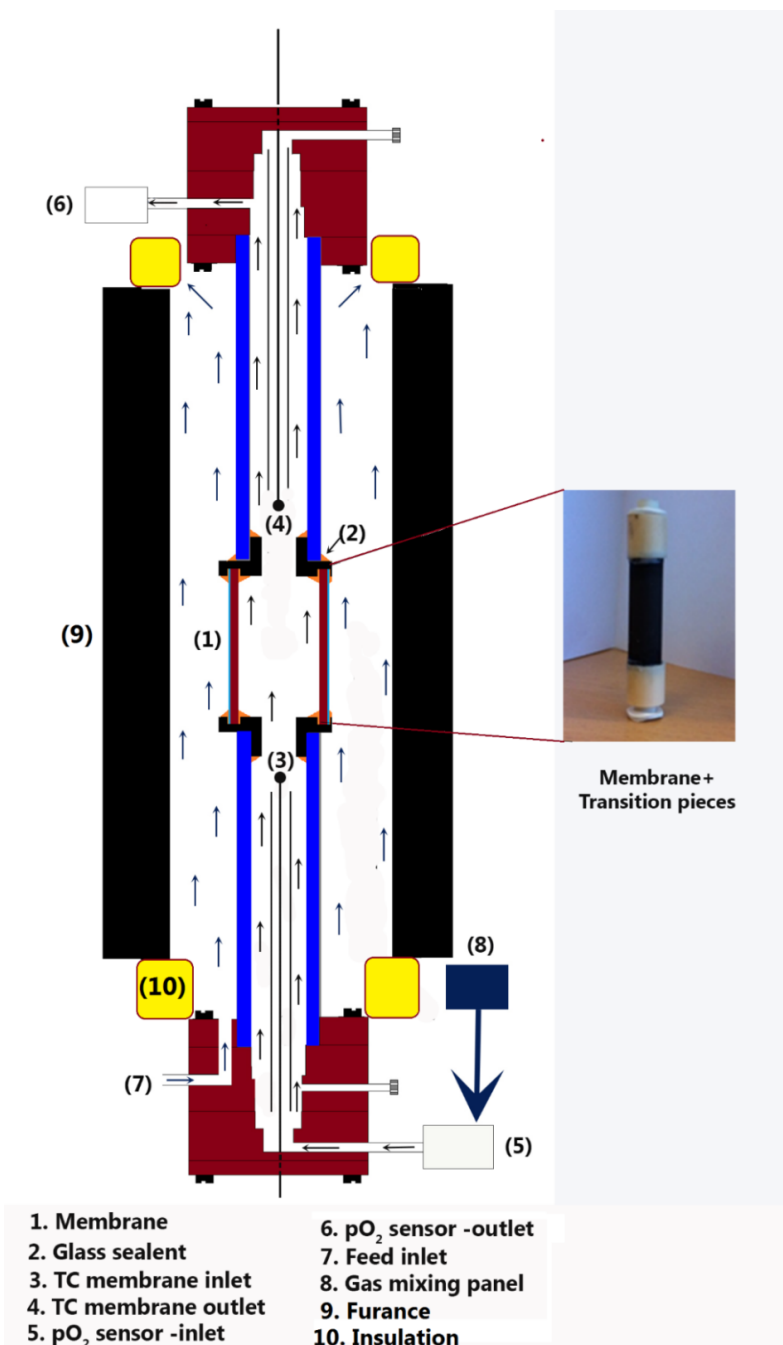 (6)
(4)
(2)
(1)
(9)
(3)
Membrane+
Transition pieces
(8)
(10)
(7)
(5)
1. Membrane
2. Glass sealent
3. TC membrane inlet
4. TC membrane outlet
5. pO₂ sensor -inlet
6. pO₂ sensor -outlet
7. Feed inlet
8. Gas mixing panel
9. Furance
10. Insulation